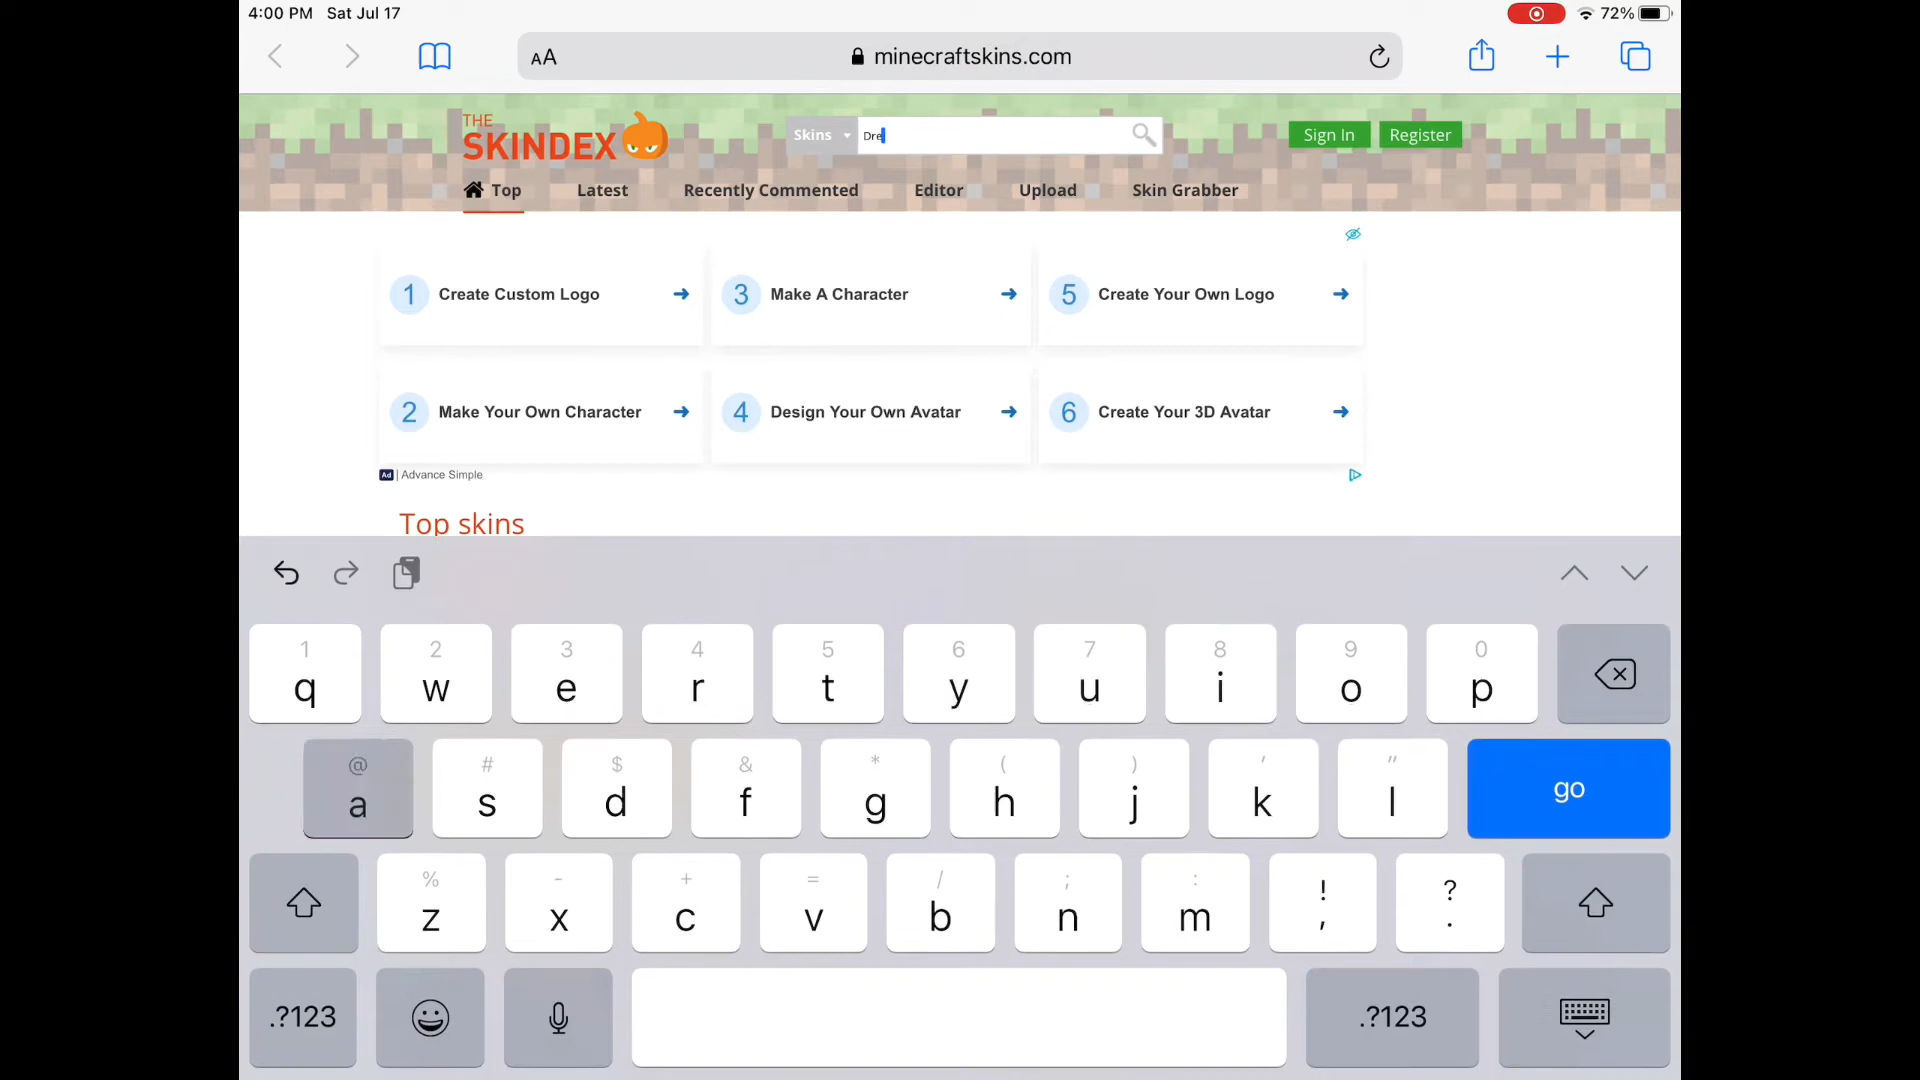 4:00 PM Sat Jul 17
72%
AA minecraftskins.com
THE
SKINDEX
Skins Dre
Sign In Register
Top Latest Recently Commented Editor Upload Skin Grabber
1 Create Custom Logo
3 Make A Character
5 Create Your Own Logo
2 Make Your Own Character
4 Design Your Own Avatar
6 Create Your 3D Avatar
Ad | Advance Simple
Top skins
1 2 3 4 5 6 7 8 9 0
q w e r t y u i o p
@ # $ & * ( ) ' "
a s d f g h j k l go
% - + = / ; : ! ?
z x c v b n m , .
.?123 .?123